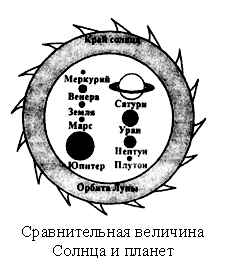 Край солнца
Меркурий
Венера
Земля
Марс
Юпитер
Сатурн
Уран
Нептун
Плутон
Орбита Луны
Сравнительная величина
Солнца и планет